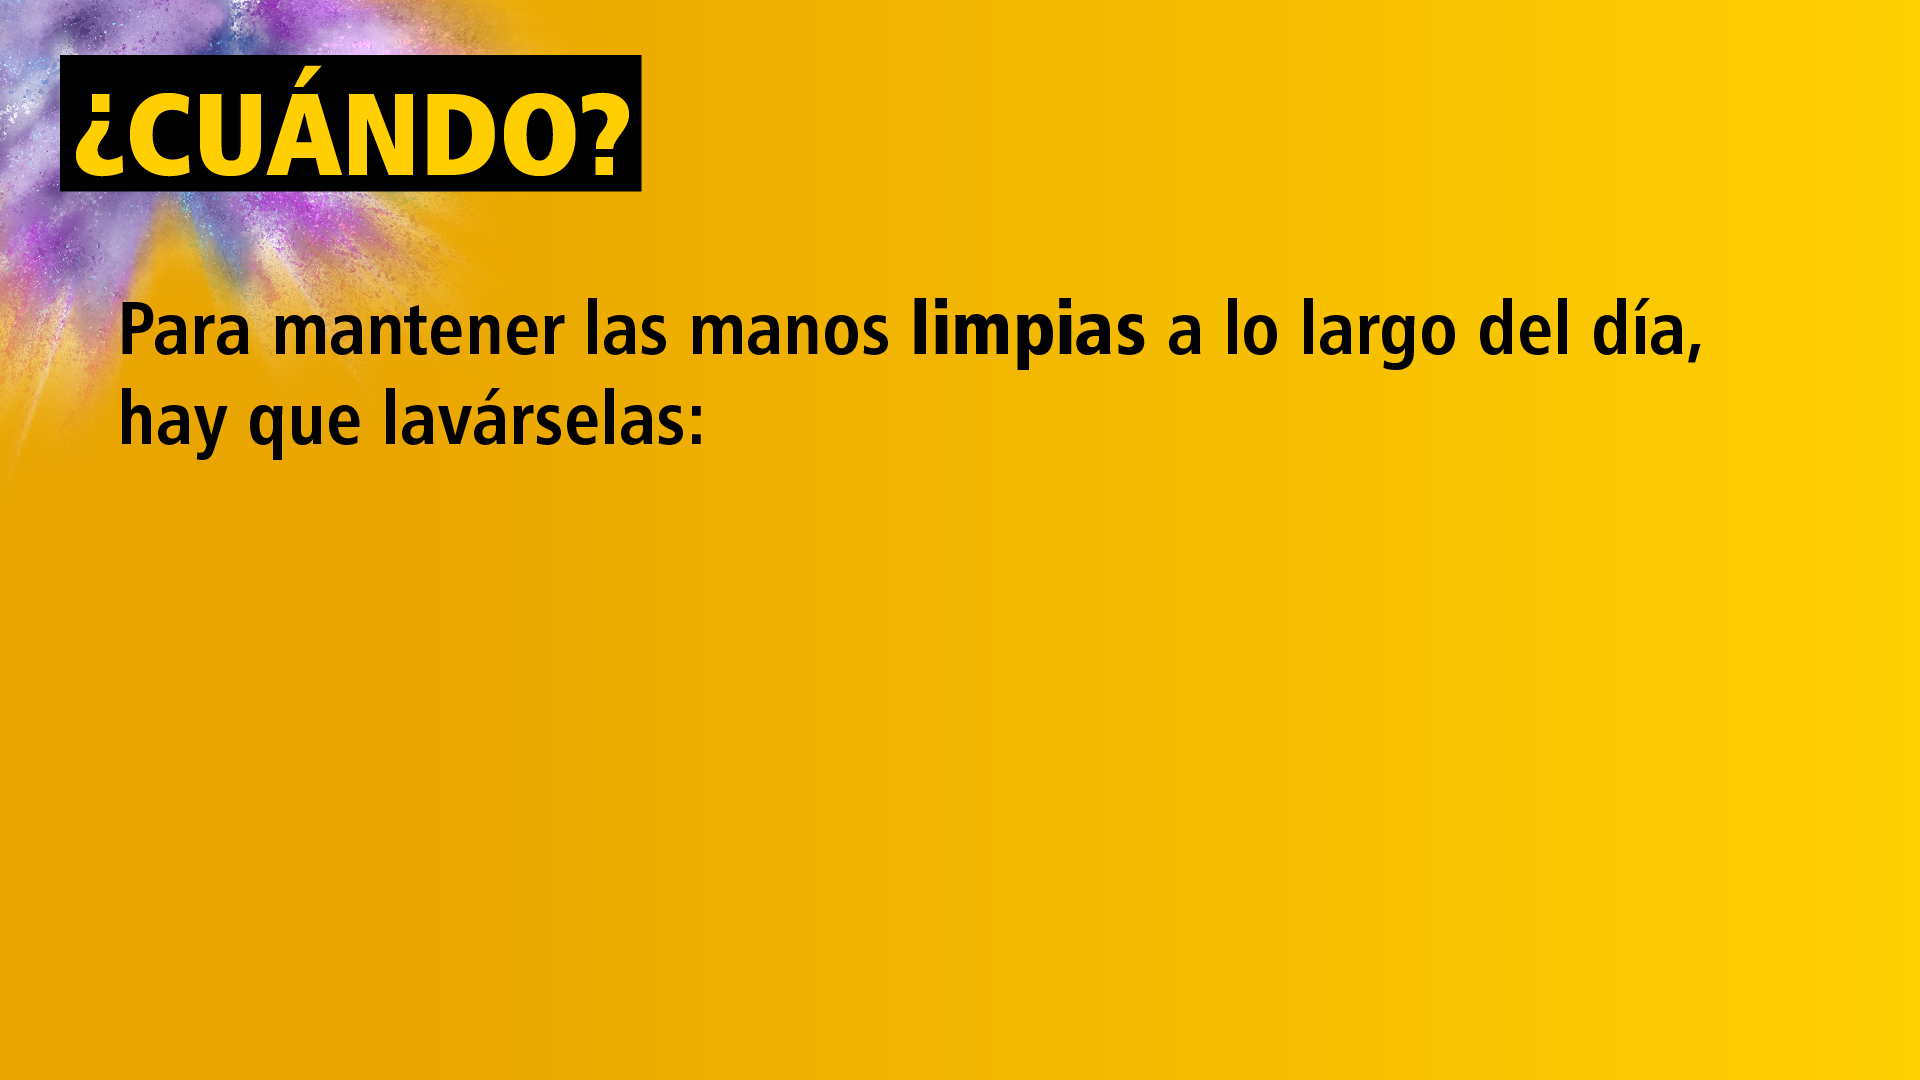 ¿CUÁNDO?
Para mantener las manos limpias a lo largo del día,
hay que lavárselas: